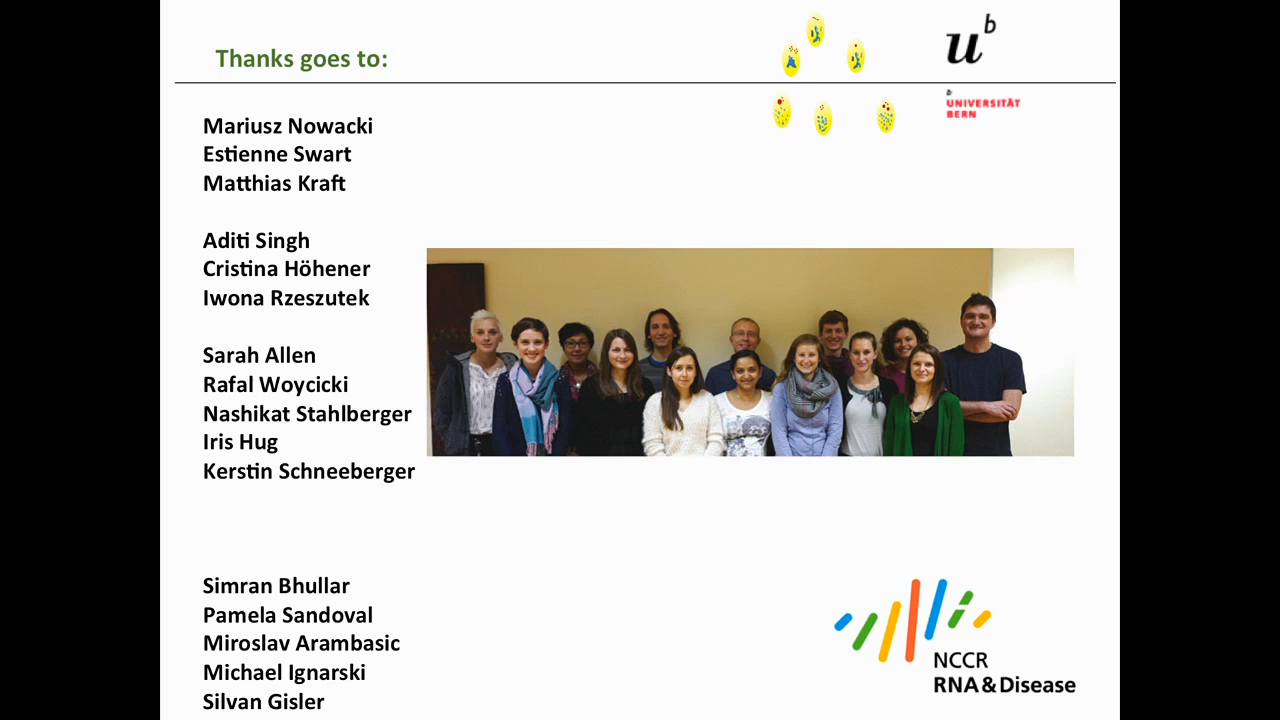 Thanks goes to:
u b
b
UNIVERSITÄT
BERN
Mariusz Nowacki
Estienne Swart
Matthias Kraft
Aditi Singh
Cristina Höhener
Iwona Rzeszutek
Sarah Allen
Rafal Woycicki
Nashikat Stahlberger
Iris Hug
Kerstin Schneeberger
Simran Bhullar
Pamela Sandoval
Miroslav Arambasic
Michael Ignarski
Silvan Gisler
NCCR
RNA & Disease